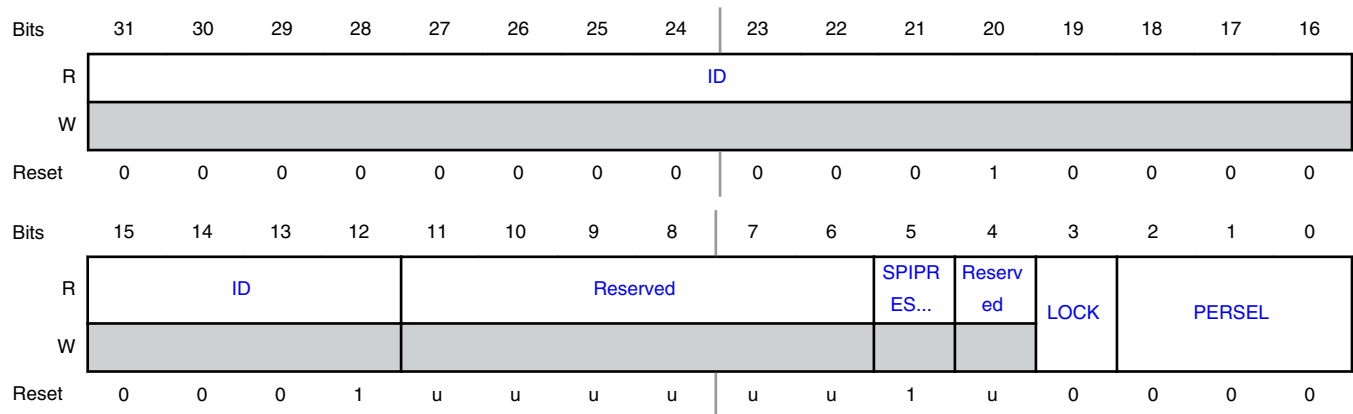 Bits 31 30 29 28 27 26 25 24 23 22 21 20 19 18 17 16
R ID
W
Reset 0 0 0 0 0 0 0 0 0 0 0 1 0 0 0 0
Bits 15 14 13 12 11 10 9 8 7 6 5 4 3 2 1 0
R ID Reserved SPIPR ES... Reserv ed LOCK PERSEL
W
Reset 0 0 0 1 u u u u u u 1 u 0 0 0 0